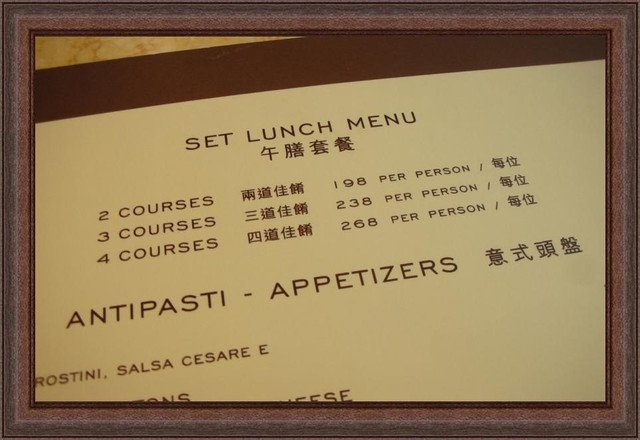 SET LUNCH MENU
午膳套餐
2 COURSES 兩道佳餚 198 PER PERSON / 每位
3 COURSES 三道佳餚 238 PER PERSON / 每位
4 COURSES 四道佳餚 268 PER PERSON / 每位
ANTIPASTI - APPETIZERS 意式頭盤
ROSTINI, SALSA CESARE E